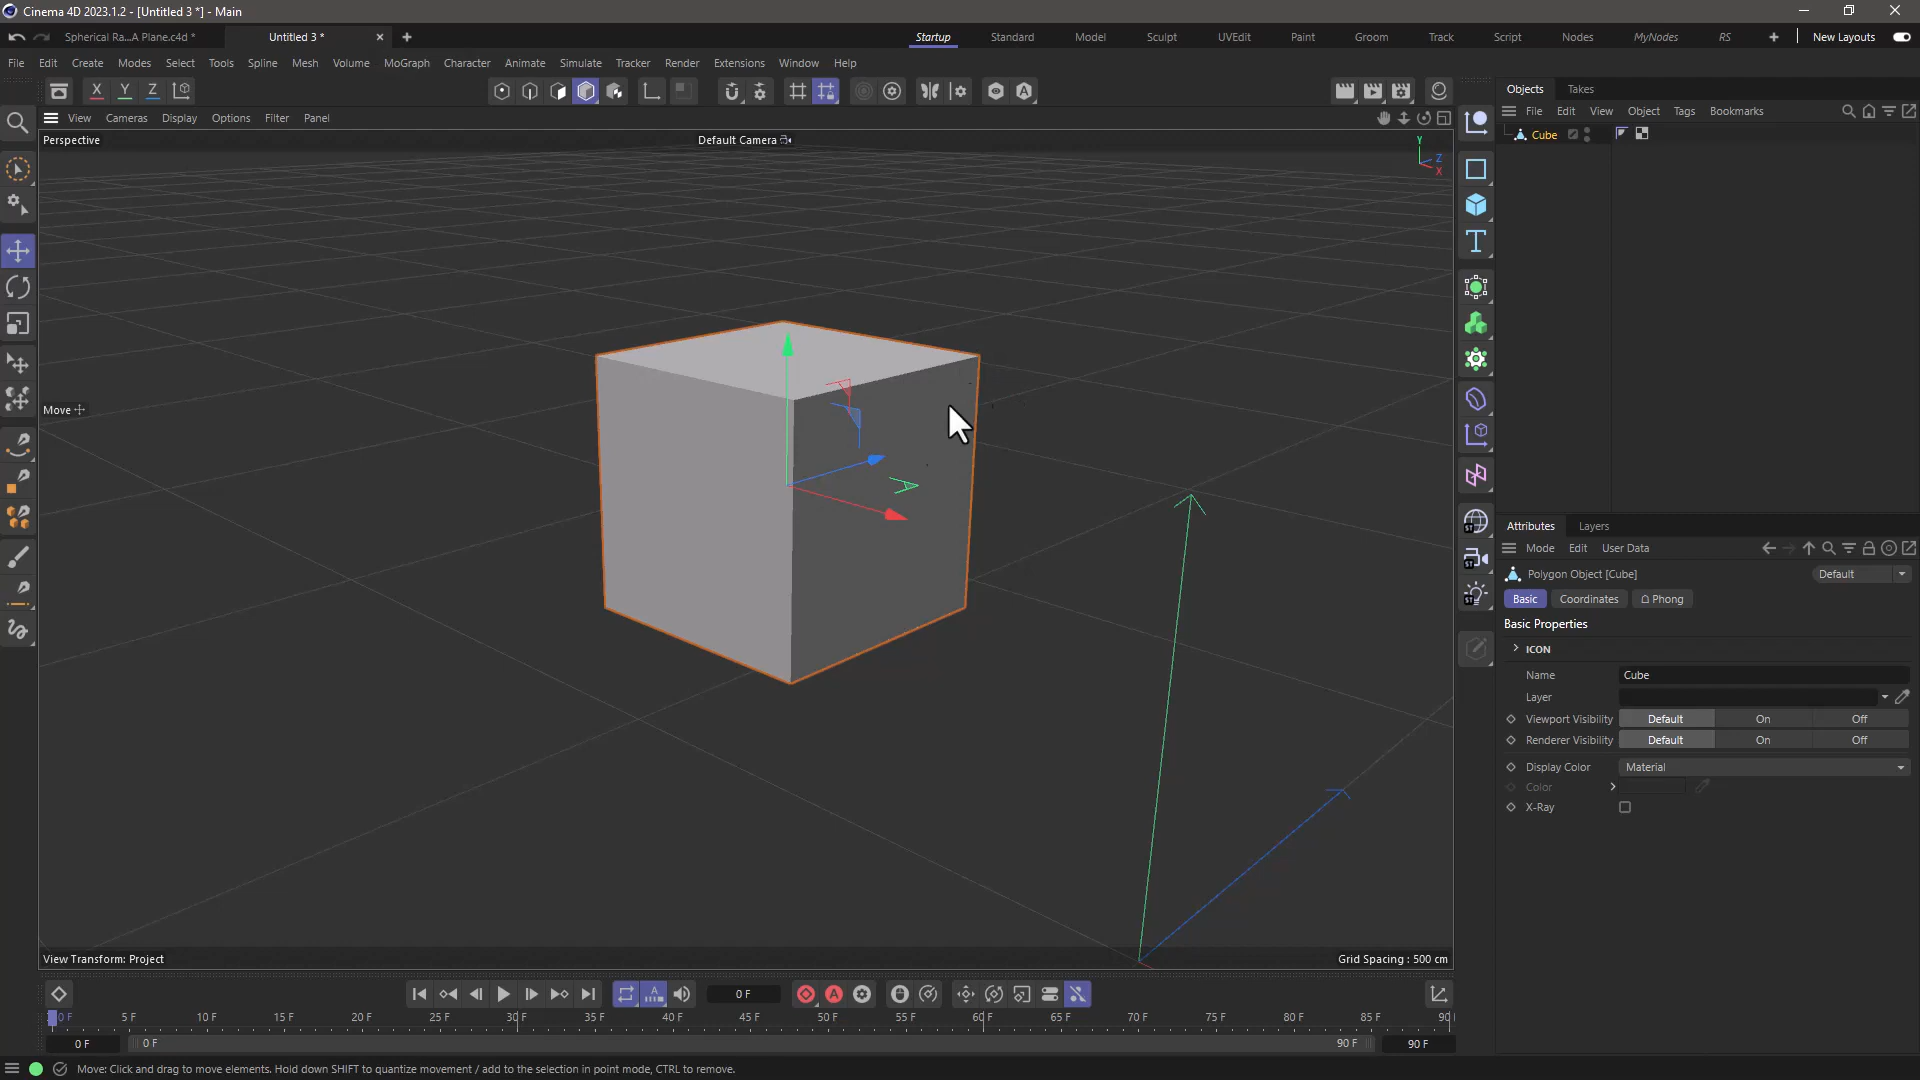 Cinema 4D 2023.1.2 - [Untitled 3 *] - Main
Spherical Ra...A Plane.c4d *
Untitled 3 *
Startup
Standard
Model
Sculpt
UVEdit
Paint
Groom
Track
Script
Nodes
MyNodes
RS
New Layouts
File Edit Create Modes Select Tools Spline Mesh Volume MoGraph Character Animate Simulate Tracker Render Extensions Window Help
X Y Z
View Cameras Display Options Filter Panel
Perspective
Default Camera
Y
Z
X
Move
View Transform: Project
Grid Spacing : 500 cm
Objects Takes
File Edit View Object Tags Bookmarks
Cube
Attributes Layers
Mode Edit User Data
Polygon Object [Cube]
Default
Basic Coordinates Phong
Basic Properties
ICON
Name Cube
Layer
Viewport Visibility Default On Off
Renderer Visibility Default On Off
Display Color Material
Color
X-Ray
0 F
0 F 5 F 10 F 15 F 20 F 25 F 30 F 35 F 40 F 45 F 50 F 55 F 60 F 65 F 70 F 75 F 80 F 85 F 90
0 F 0 F 90 F 90 F
Move: Click and drag to move elements. Hold down SHIFT to quantize movement / add to the selection in point mode, CTRL to remove.